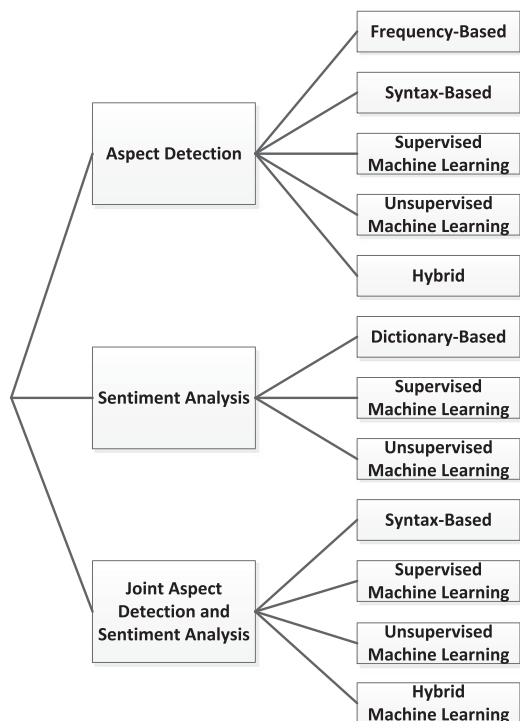 Aspect Detection
Frequency-Based
Syntax-Based
Supervised
Machine Learning
Unsupervised
Machine Learning
Hybrid
Sentiment Analysis
Dictionary-Based
Supervised
Machine Learning
Unsupervised
Machine Learning
Joint Aspect
Detection and
Sentiment Analysis
Syntax-Based
Supervised
Machine Learning
Unsupervised
Machine Learning
Hybrid
Machine Learning